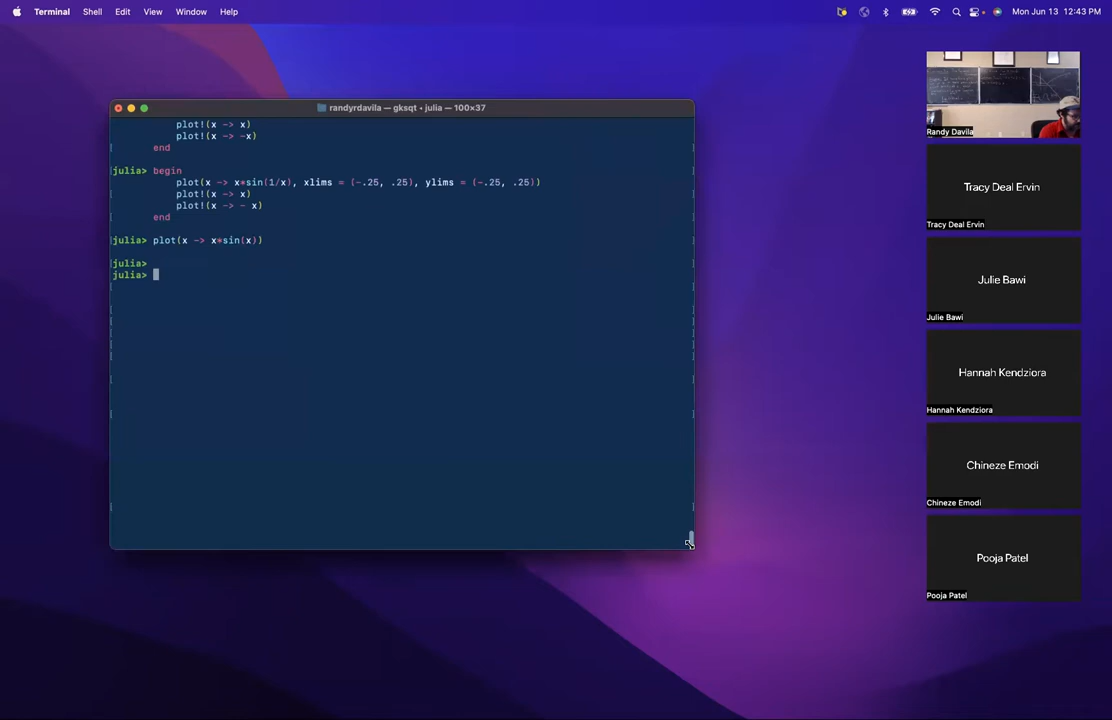 Terminal Shell Edit View Window Help Mon Jun 13 12:43 PM
randyrdavila — gksqt • julia — 100×37
plot!(x -> x)
plot!(x -> -x)
end
julia> begin
plot(x -> x*sin(1/x), xlims = (-.25, .25), ylims = (-.25, .25))
plot!(x -> x)
plot!(x -> - x)
end
julia> plot(x -> x*sin(x))
julia>
julia>
Randy Davila
Tracy Deal Ervin
Tracy Deal Ervin
Julie Bawi
Julie Bawi
Hannah Kendziora
Hannah Kendziora
Chineze Emodi
Chineze Emodi
Pooja Patel
Pooja Patel